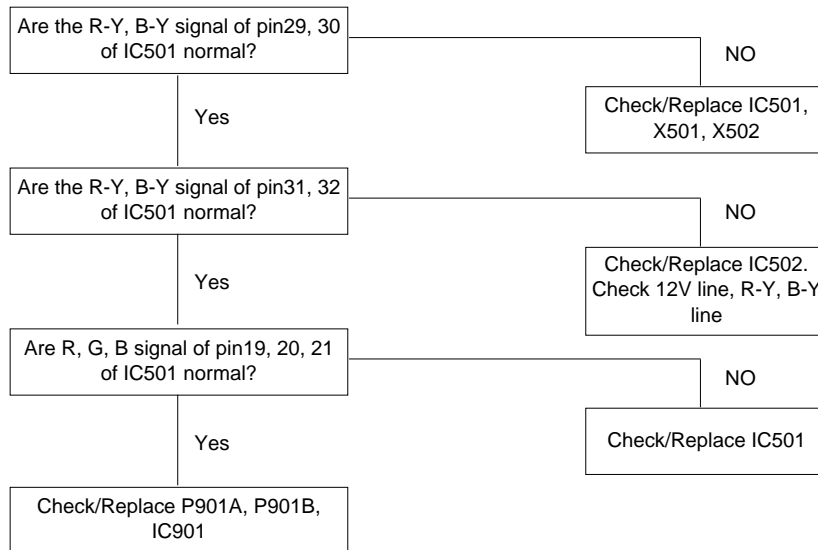 Are the R-Y, B-Y signal of pin29, 30
of IC501 normal?
NO
Yes
Check/Replace IC501,
X501, X502
Are the R-Y, B-Y signal of pin31, 32
of IC501 normal?
NO
Yes
Check/Replace IC502.
Check 12V line, R-Y, B-Y
line
Are R, G, B signal of pin19, 20, 21
of IC501 normal?
NO
Yes
Check/Replace IC501
Check/Replace P901A, P901B,
IC901